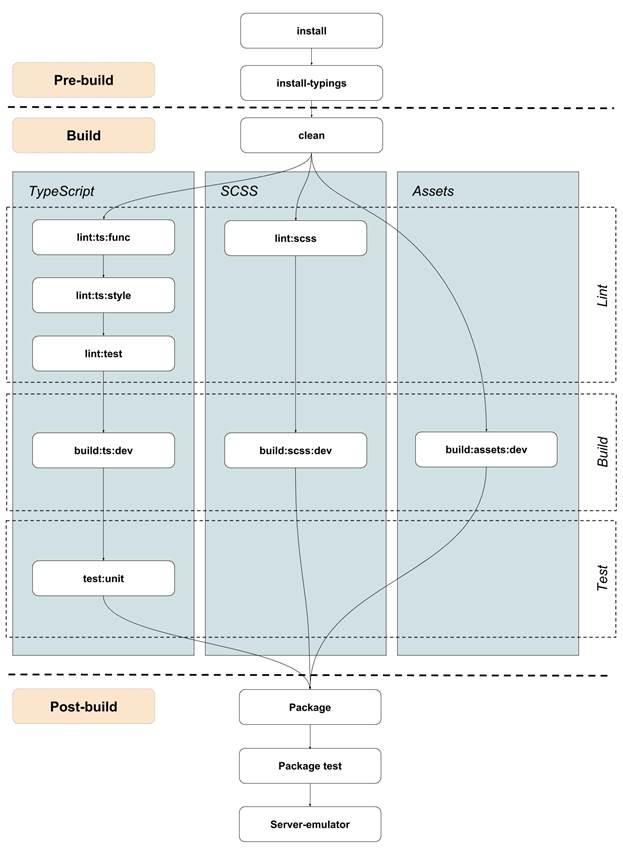 install
Pre-build
install-typings
Build
clean
TypeScript
SCSS
Assets
lint:ts:func
lint:scss
lint:ts:style
Lint
lint:test
build:ts:dev
build:scss:dev
build:assets:dev
Build
test:unit
Test
Post-build
Package
Package test
Server-emulator